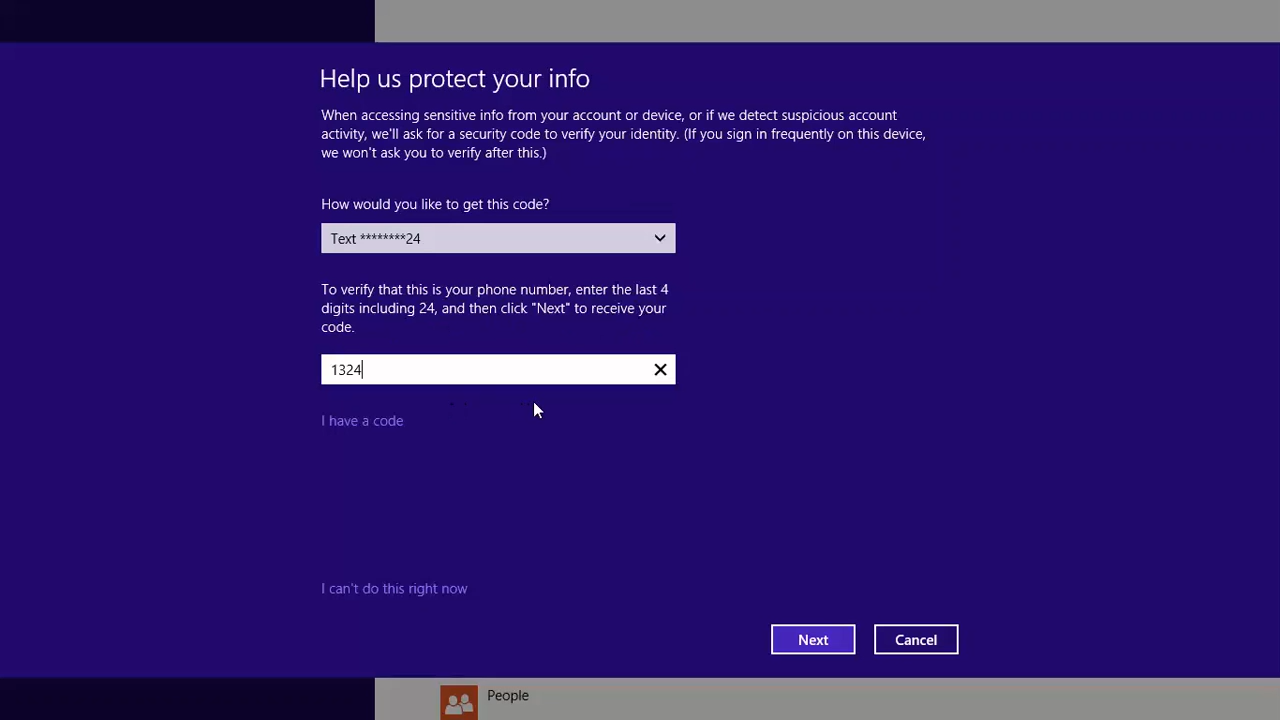 Help us protect your info
When accessing sensitive info from your account or device, or if we detect suspicious account
activity, we'll ask for a security code to verify your identity. (If you sign in frequently on this device,
we won't ask you to verify after this.)
How would you like to get this code?
Text ********24
To verify that this is your phone number, enter the last 4
digits including 24, and then click "Next" to receive your
code.
1324
I have a code
I can't do this right now
Next
Cancel
People